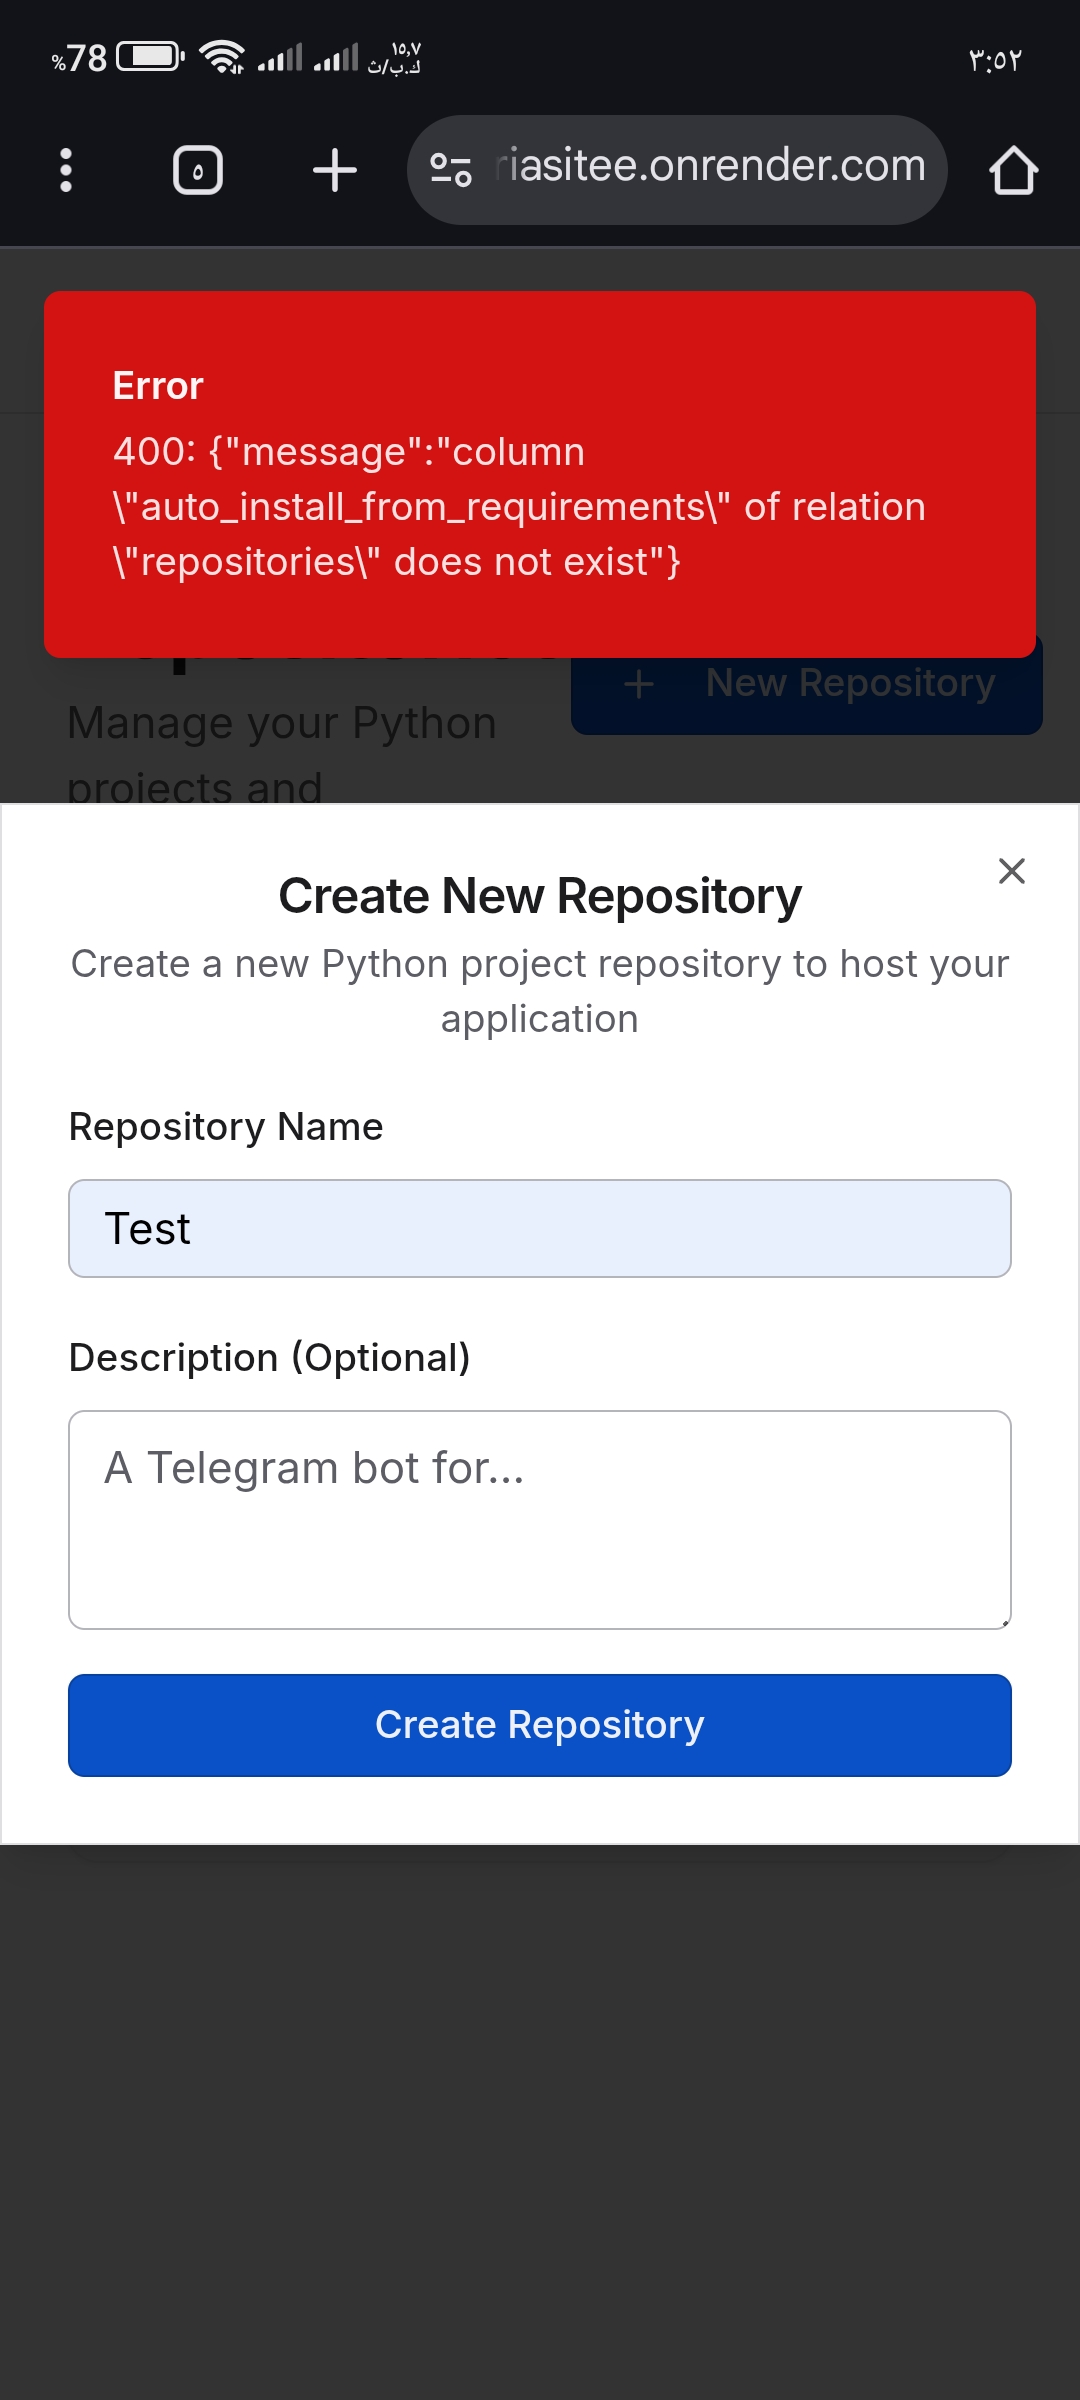 %78
١٥,٧
ك.ب/ث
٣:٥٢
٥
riasitee.onrender.com
Error
400: {"message":"column
\"auto_install_from_requirements\" of relation
\"repositories\" does not exist"}
New Repository
Manage your Python
projects and
Create New Repository
Create a new Python project repository to host your
application
Repository Name
Test
Description (Optional)
A Telegram bot for...
Create Repository